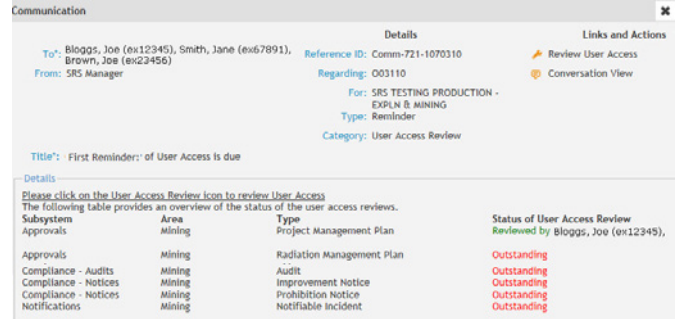 Communication
Details
Links and Actions
To*: Bloggs, Joe (ex12345), Smith, Jane (ex67891),
Brown, Joe (ex23456)
From: SRS Manager
Reference ID: Comm-721-1070310
Regarding: O03110
For: SRS TESTING PRODUCTION -
EXPLN & MINING
Type: Reminder
Category: User Access Review
Review User Access
Conversation View
Title*: First Reminder: of User Access is due
Details
Please click on the User Access Review icon to review User Access
The following table provides an overview of the status of the user access reviews.
Subsystem Area Type Status of User Access Review
Approvals Mining Project Management Plan Reviewed by Bloggs, Joe (ex12345),
Approvals Mining Radiation Management Plan Outstanding
Compliance - Audits Mining Audit Outstanding
Compliance - Notices Mining Improvement Notice Outstanding
Compliance - Notices Mining Prohibition Notice Outstanding
Notifications Mining Notifiable Incident Outstanding